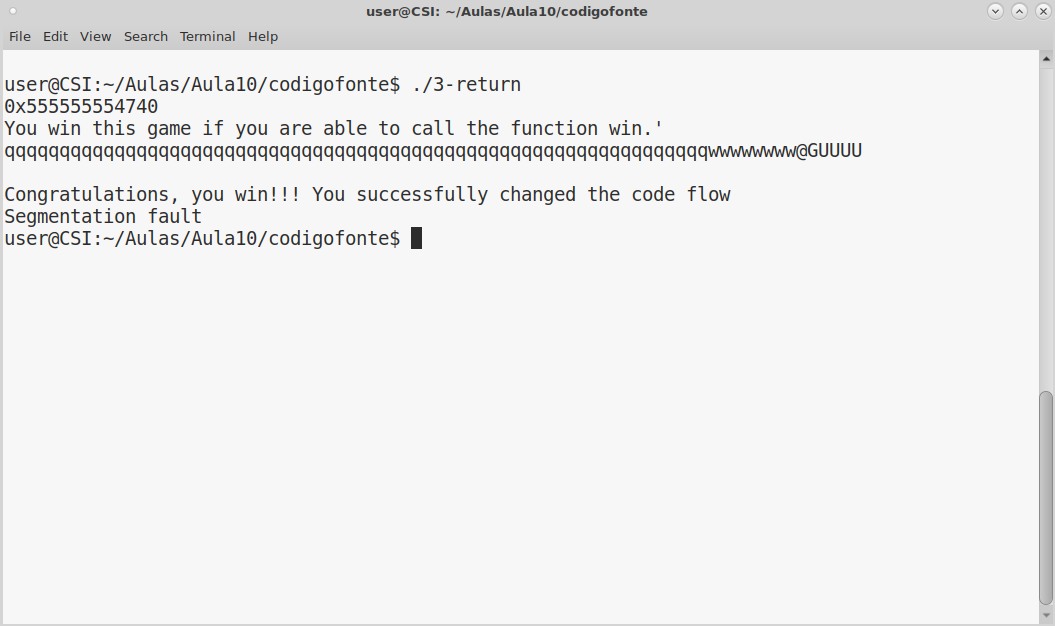 user@CSI: ~/Aulas/Aula10/codigofonte
File Edit View Search Terminal Help
user@CSI:~/Aulas/Aula10/codigofonte$ ./3-return
0x555555554740
You win this game if you are able to call the function win.'
qqqqqqqqqqqqqqqqqqqqqqqqqqqqqqqqqqqqqqqqqqqqqqqqqqqqqqqqqqqqqqqqwwwwwwww@GUUUU
Congratulations, you win!!! You successfully changed the code flow
Segmentation fault
user@CSI:~/Aulas/Aula10/codigofonte$